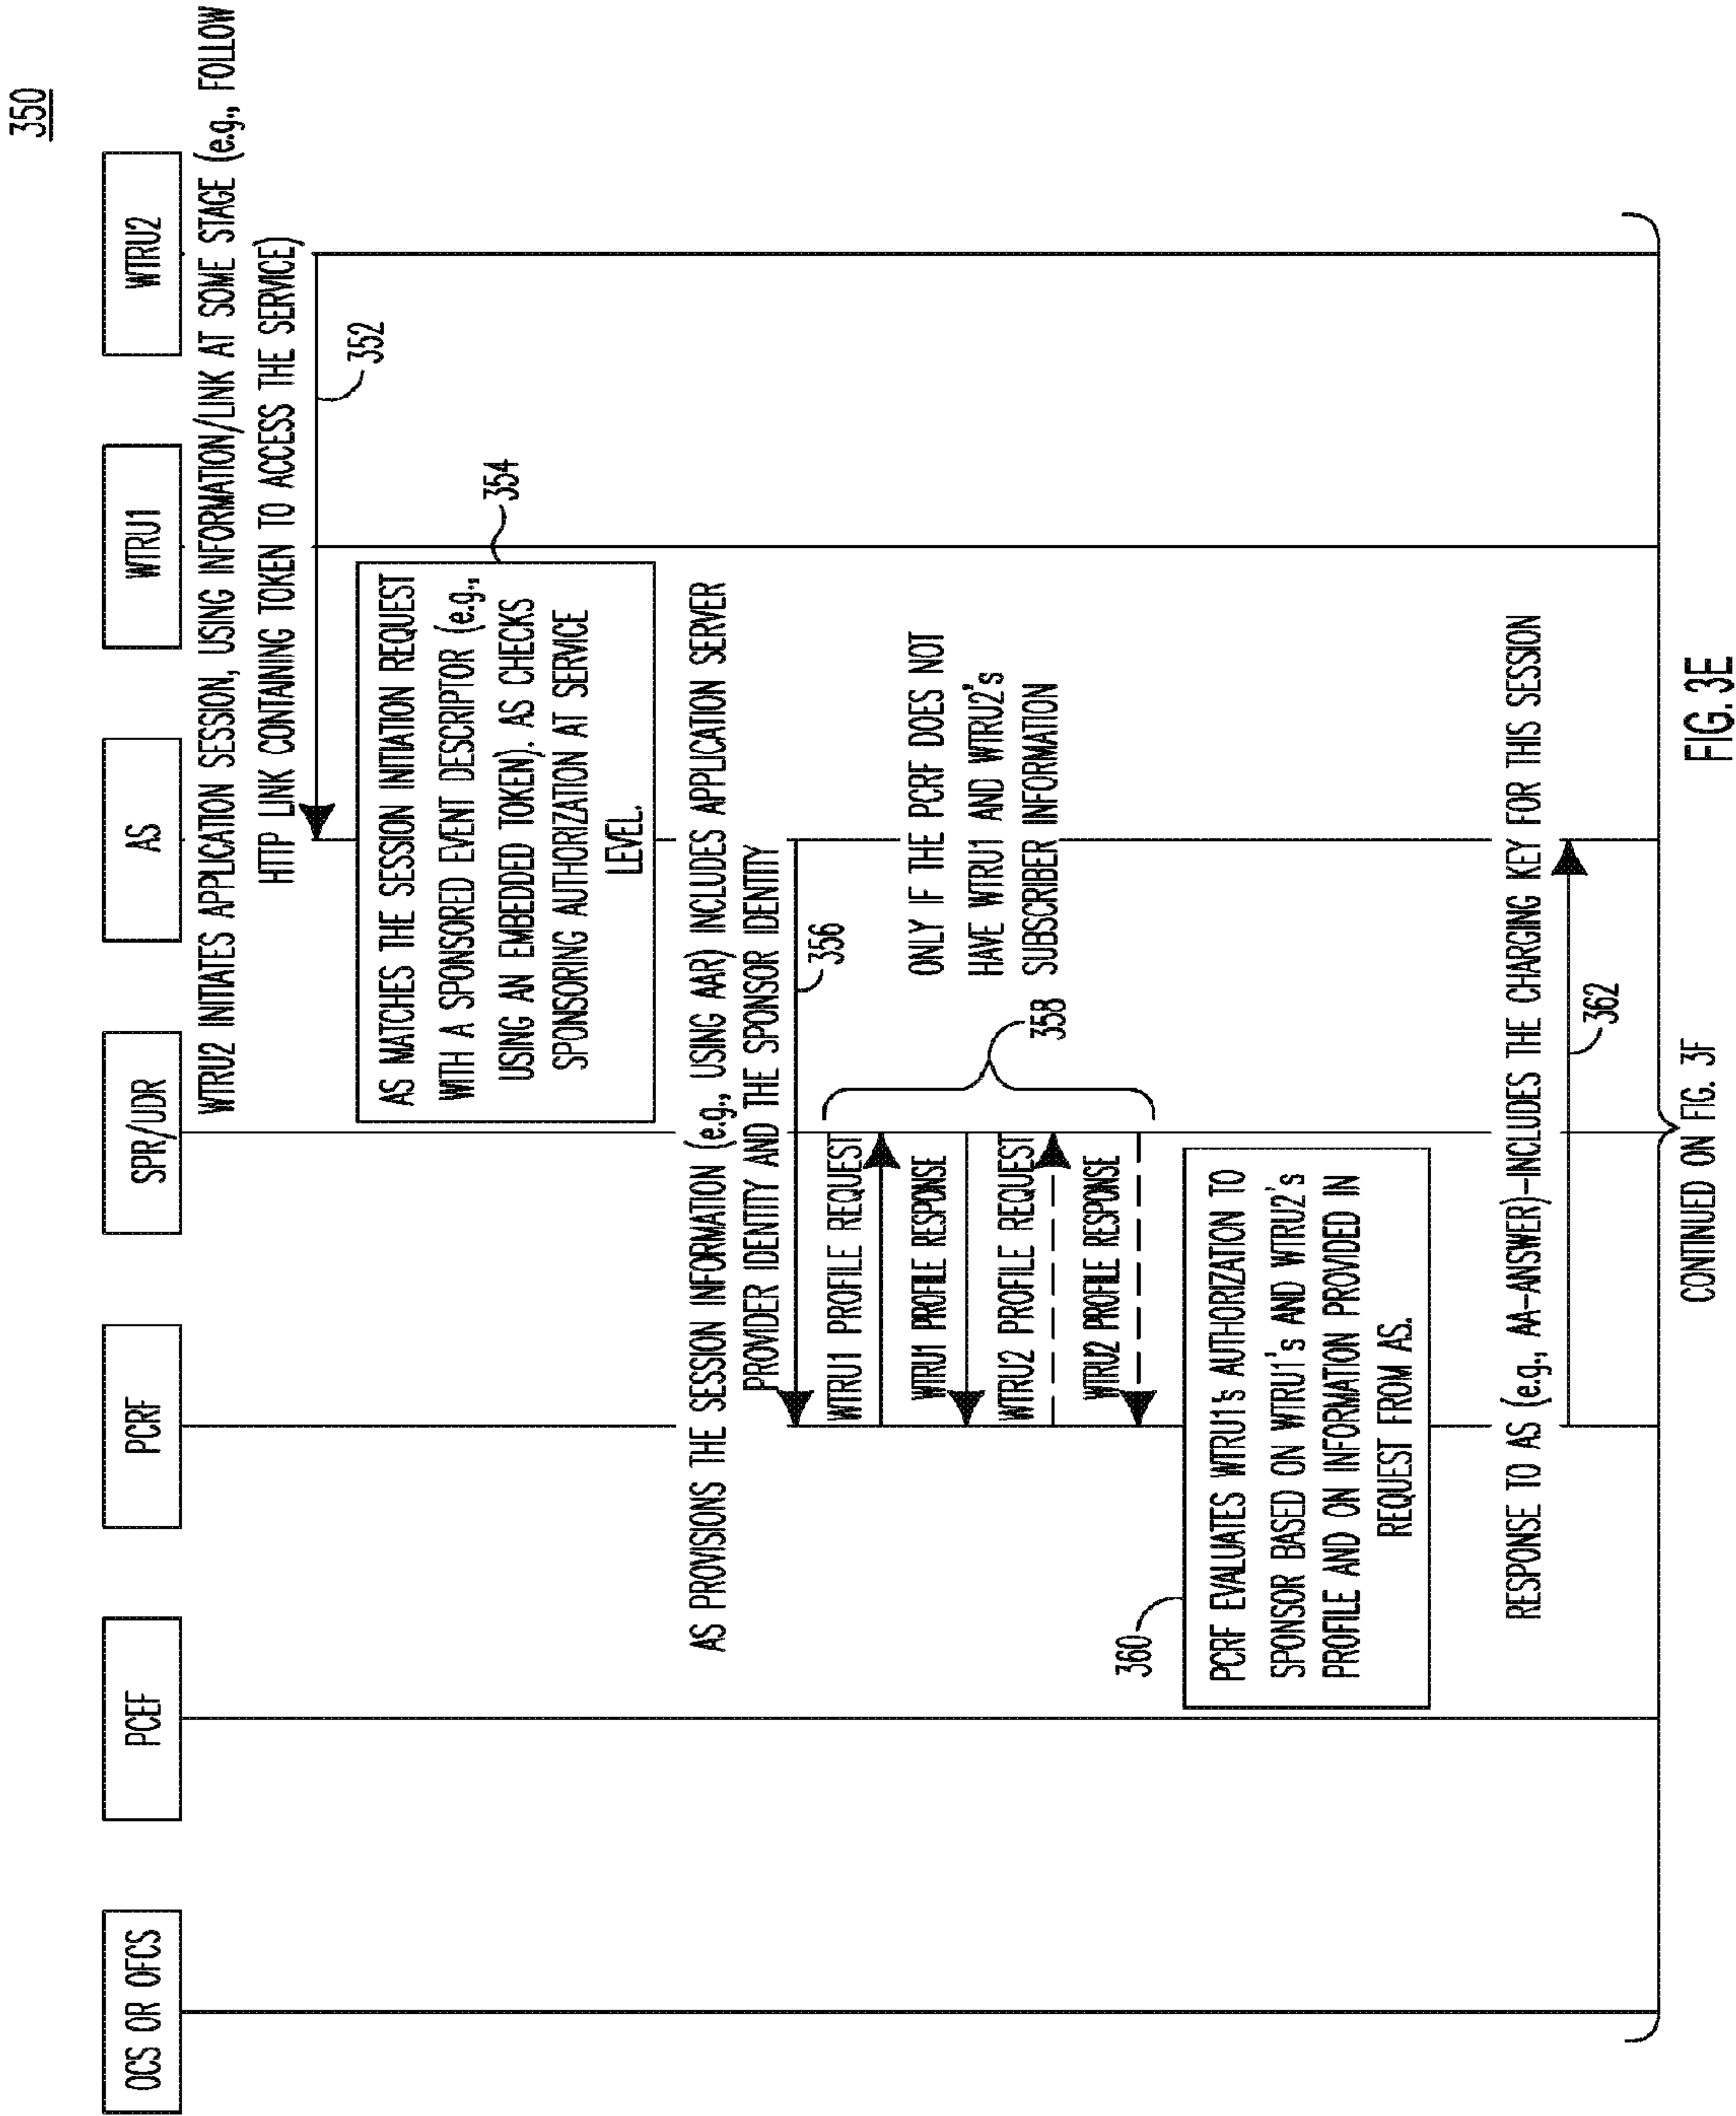 350
OCS OR OFCS
PCEF
PCRF
SPR/UDR
AS
WTRU1
WTRU2
WTRU2 INITIATES APPLICATION SESSION, USING INFORMATION/LINK AT SOME STAGE (e.g., FOLLOW
HTTP LINK CONTAINING TOKEN TO ACCESS THE SERVICE)
352
AS MATCHES THE SESSION INITIATION REQUEST
WITH A SPONSORED EVENT DESCRIPTOR (e.g.,
USING AN EMBEDDED TOKEN). AS CHECKS
SPONSORING AUTHORIZATION AT SERVICE
LEVEL.
354
AS PROVISIONS THE SESSION INFORMATION (e.g., USING AAR) INCLUDES APPLICATION SERVER
PROVIDER IDENTITY AND THE SPONSOR IDENTITY
356
WTRU1 PROFILE REQUEST
WTRU1 PROFILE RESPONSE
WTRU2 PROFILE REQUEST
WTRU2 PROFILE RESPONSE
358
ONLY IF THE PCRF DOES NOT
HAVE WTRU1 AND WTRU2's
SUBSCRIBER INFORMATION
360
PCRF EVALUATES WTRU1's AUTHORIZATION TO
SPONSOR BASED ON WTRU1's AND WTRU2's
PROFILE AND ON INFORMATION PROVIDED IN
REQUEST FROM AS.
RESPONSE TO AS (e.g., AA-ANSWER)-INCLUDES THE CHARGING KEY FOR THIS SESSION
362
CONTINUED ON FIG. 3F
FIG. 3E